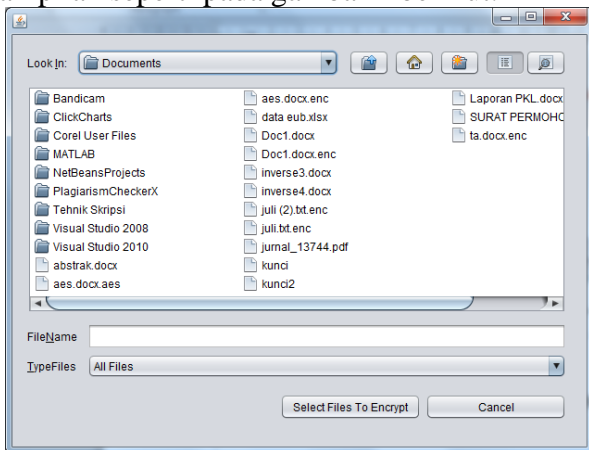 Look In: Documents
Bandicam
ClickCharts
Corel User Files
MATLAB
NetBeansProjects
PlagiarismCheckerX
Tehnik Skripsi
Visual Studio 2008
Visual Studio 2010
abstrak.docx
aes.docx.aes
aes.docx.enc
data eub.xlsx
Doc1.docx
Doc1.docx.enc
inverse3.docx
inverse4.docx
juli (2).txt.enc
juli.txt.enc
jurnal_13744.pdf
kunci
kunci2
Laporan PKL.docx
SURAT PERMOHO
ta.docx.enc
FileName
TypeFiles All Files
Select Files To Encrypt Cancel